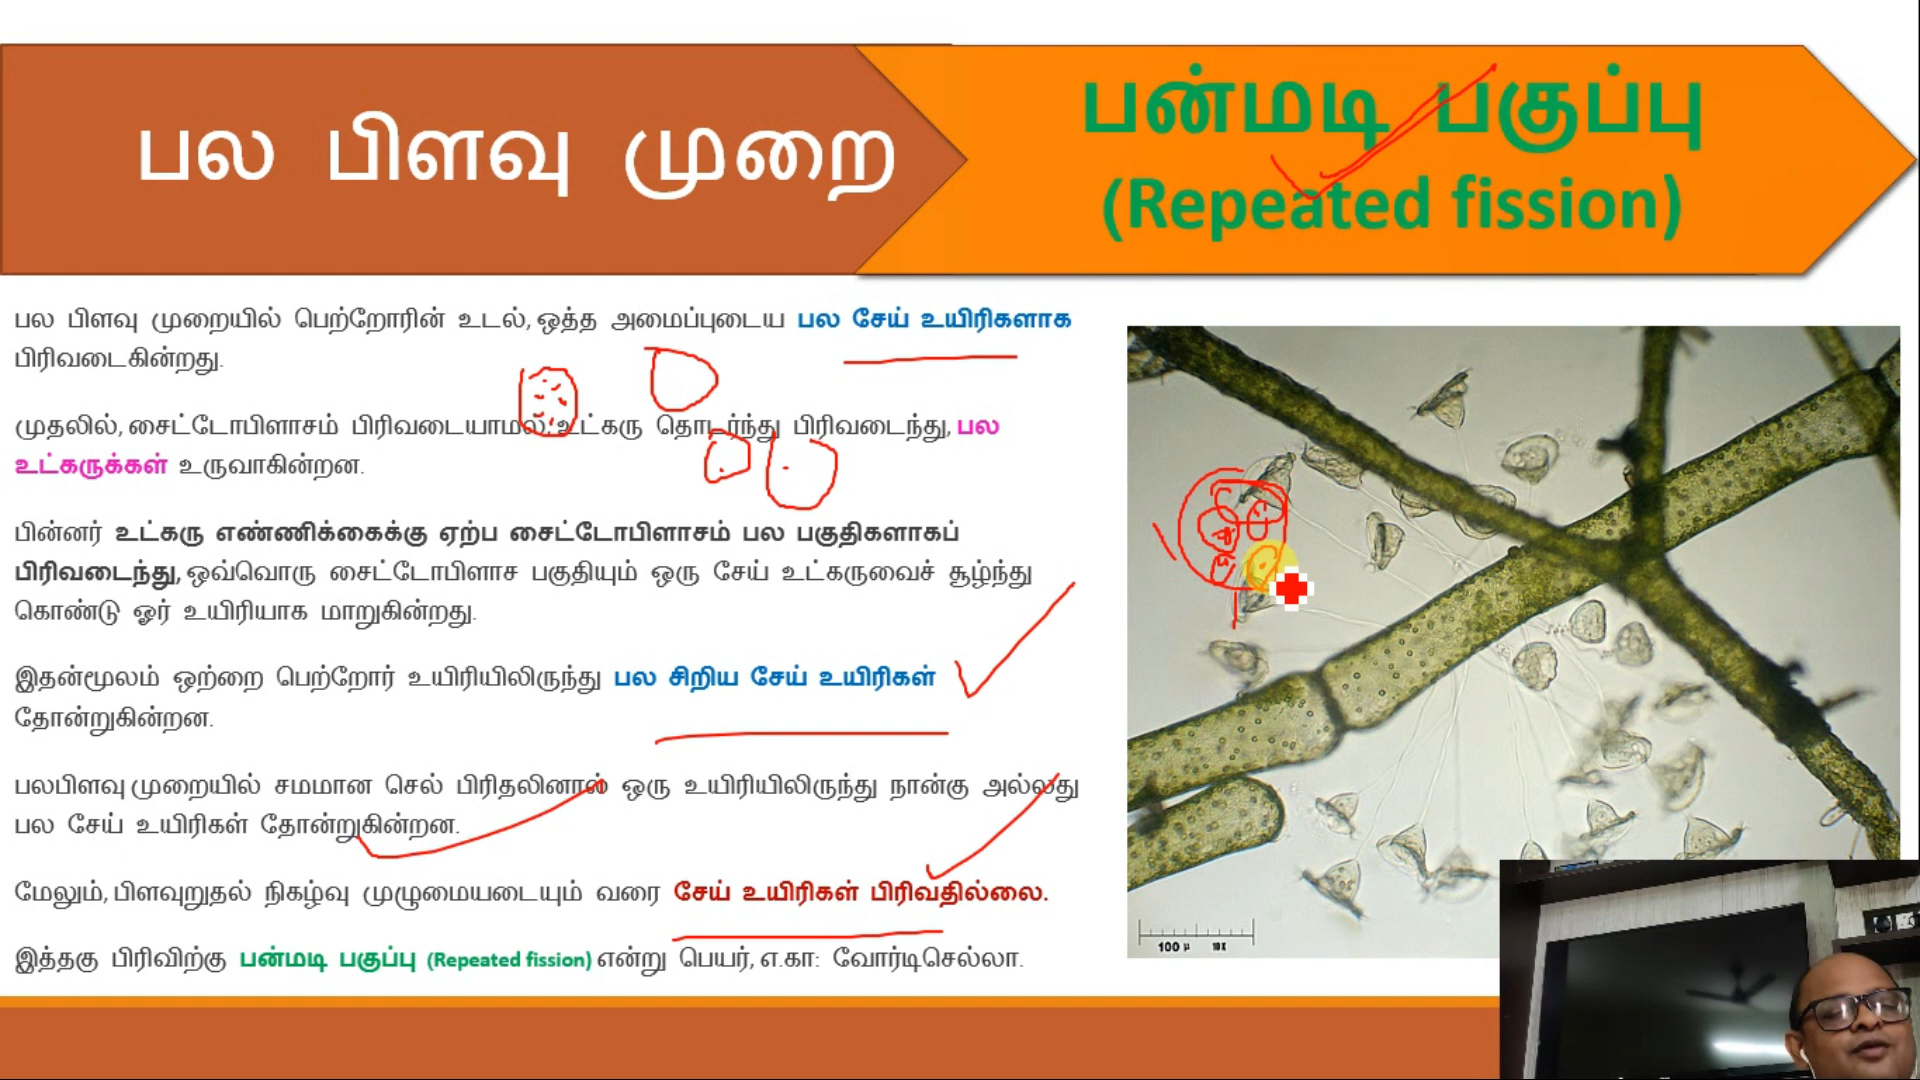 பல பிளவு முறை
பன்மடி பகுப்பு
(Repeated fission)
பல பிளவு முறையில் பெற்றோரின் உடல், ஒத்த அமைப்புடைய பல சேய் உயிரிகளாக
பிரிவடைகின்றது.
முதலில், சைட்டோபிளாசம் பிரிவடையாமல், உட்கரு தொடர்ந்து பிரிவடைந்து, பல
உட்கருக்கள் உருவாகின்றன.
பின்னர் உட்கரு எண்ணிக்கைக்கு ஏற்ப சைட்டோபிளாசம் பல பகுதிகளாகப்
பிரிவடைந்து, ஒவ்வொரு சைட்டோபிளாச பகுதியும் ஒரு சேய் உட்கருவைச் சூழ்ந்து
கொண்டு ஓர் உயிரியாக மாறுகின்றது.
இதன்மூலம் ஒற்றை பெற்றோர் உயிரியிலிருந்து பல சிறிய சேய் உயிரிகள்
தோன்றுகின்றன.
பலபிளவு முறையில் சமமான செல் பிரிதலினால் ஒரு உயிரியிலிருந்து நான்கு அல்லது
பல சேய் உயிரிகள் தோன்றுகின்றன.
மேலும், பிளவுறுதல் நிகழ்வு முழுமையடையும் வரை சேய் உயிரிகள் பிரிவதில்லை.
இத்தகு பிரிவிற்கு பன்மடி பகுப்பு (Repeated fission) என்று பெயர், எ.கா: வோர்டிசெல்லா.
100 µ 10X